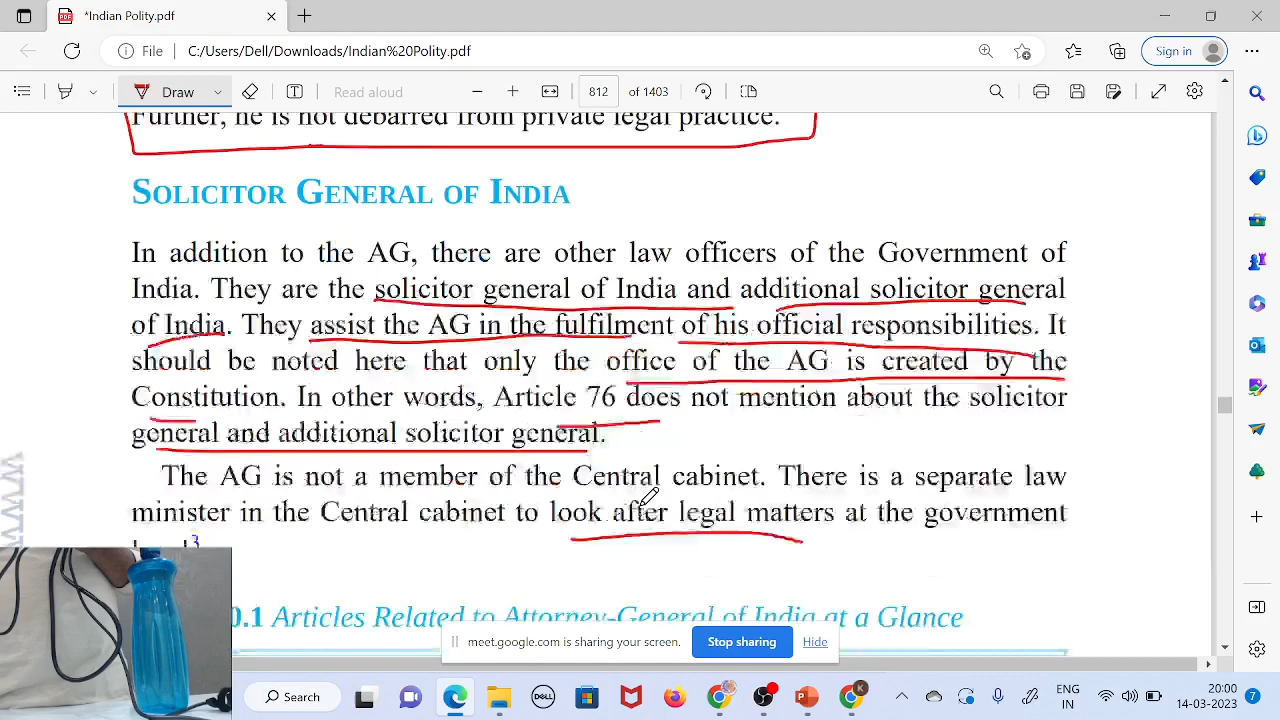 *Indian Polity.pdf
File C:/Users/Dell/Downloads/Indian%20Polity.pdf Sign in
Draw Read aloud 812 of 1403
Further, he is not debarred from private legal practice.
SOLICITOR GENERAL OF INDIA
In addition to the AG, there are other law officers of the Government of
India. They are the solicitor general of India and additional solicitor general
of India. They assist the AG in the fulfilment of his official responsibilities. It
should be noted here that only the office of the AG is created by the
Constitution. In other words, Article 76 does not mention about the solicitor
general and additional solicitor general.
The AG is not a member of the Central cabinet. There is a separate law
minister in the Central cabinet to look after legal matters at the government
3
0.1 Articles Related to Attorney-General of India at a Glance
meet.google.com is sharing your screen. Stop sharing Hide
Search DELL K ENG 20:00
IN 14-03-2023 7